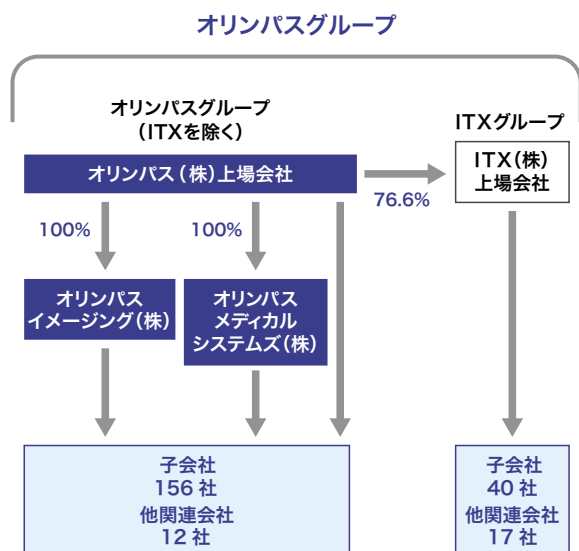 オリンパスグループ
オリンパスグループ
（ITXを除く）
ITXグループ
オリンパス（株）上場会社
ITX（株）
上場会社
76.6%
100%
100%
オリンパス
イメージング（株）
オリンパス
メディカル
システムズ（株）
子会社
156 社
他関連会社
12 社
子会社
40 社
他関連会社
17 社